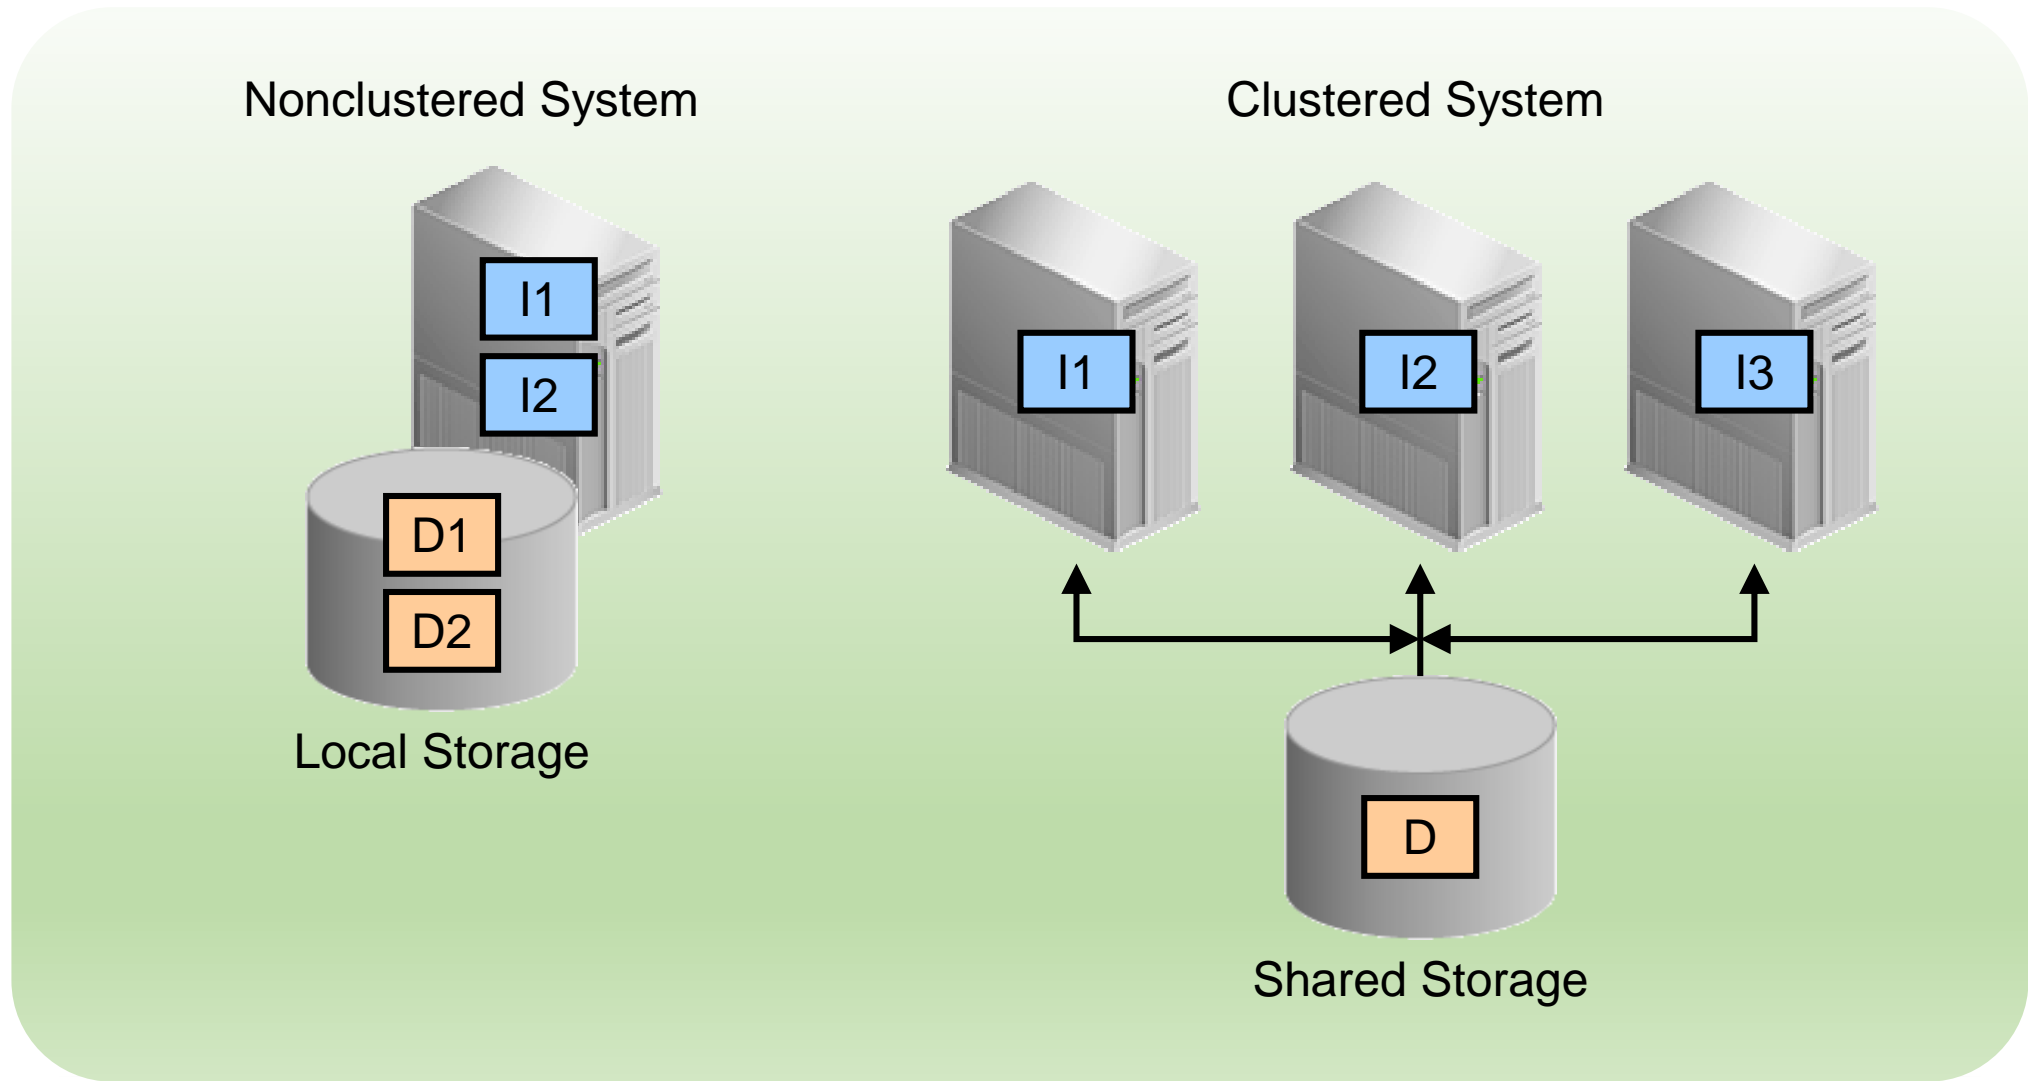 Nonclustered System
I1
I2
D1
D2
Local Storage
Clustered System
I1
I2
I3
D
Shared Storage